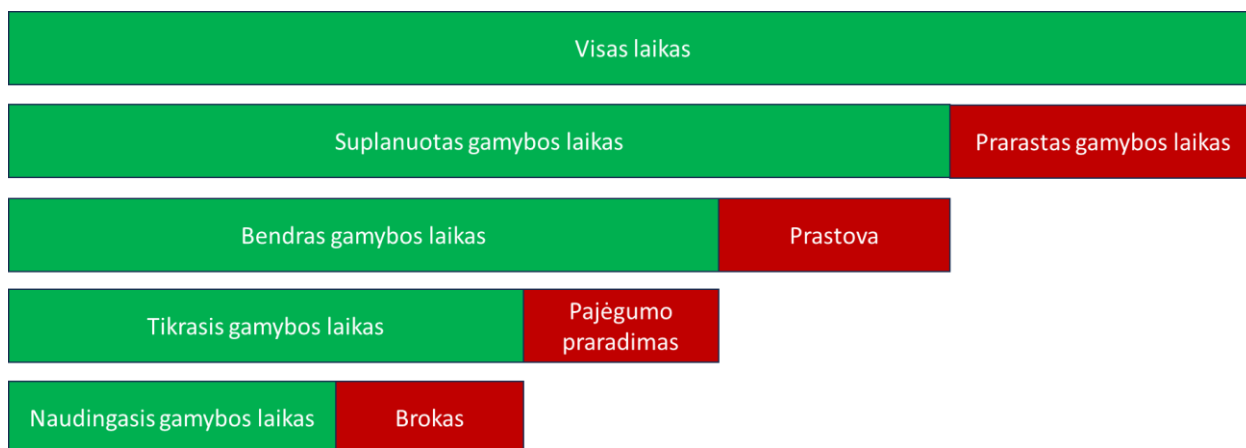 Visas laikas
Suplanuotas gamybos laikas
Prarastas gamybos laikas
Bendras gamybos laikas
Prastova
Tikrasis gamybos laikas
Pajėgumo
praradimas
Naudingasis gamybos laikas
Brokas